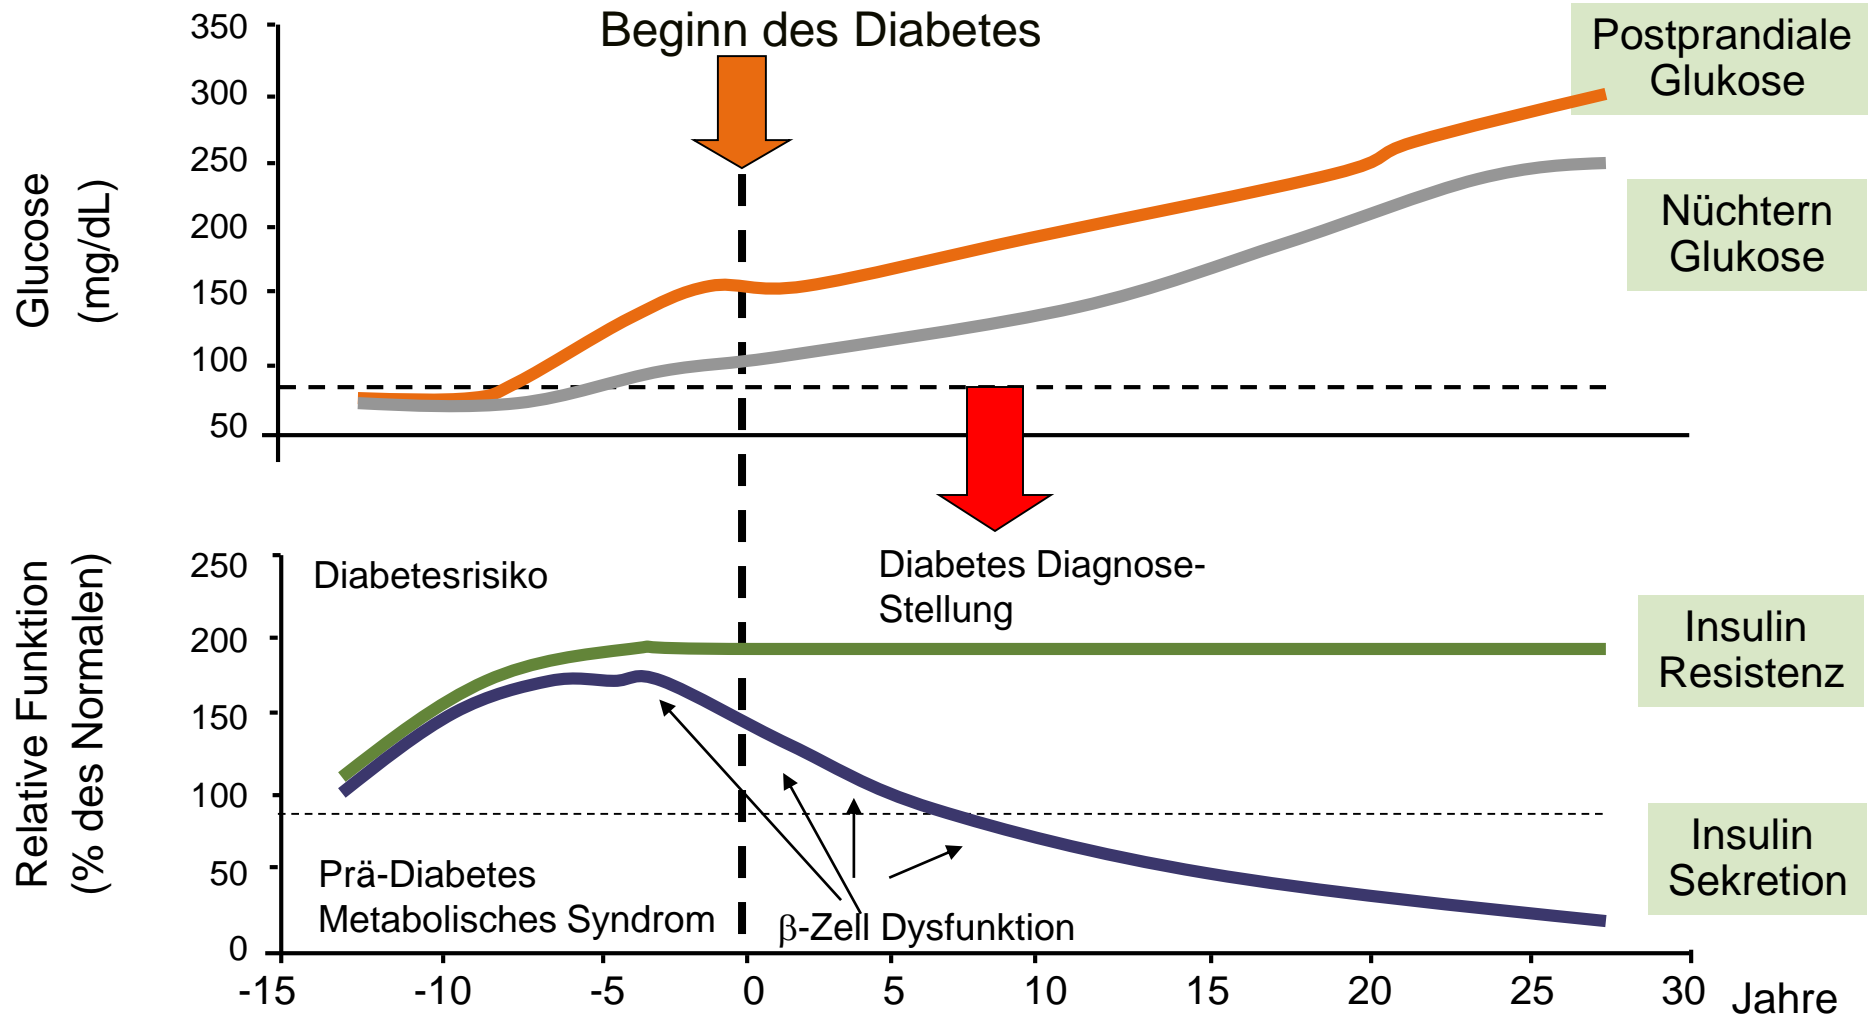 Beginn des Diabetes
Glucose
(mg/dL)
350
300
250
200
150
100
50
Postprandiale
Glukose
Nüchtern
Glukose
Relative Funktion
(% des Normalen)
250
200
150
100
50
0
Diabetesrisiko
Diabetes Diagnose-
Stellung
Insulin
Resistenz
Insulin
Sekretion
Prä-Diabetes
Metabolisches Syndrom
β-Zell Dysfunktion
-15 -10 -5 0 5 10 15 20 25 30 Jahre